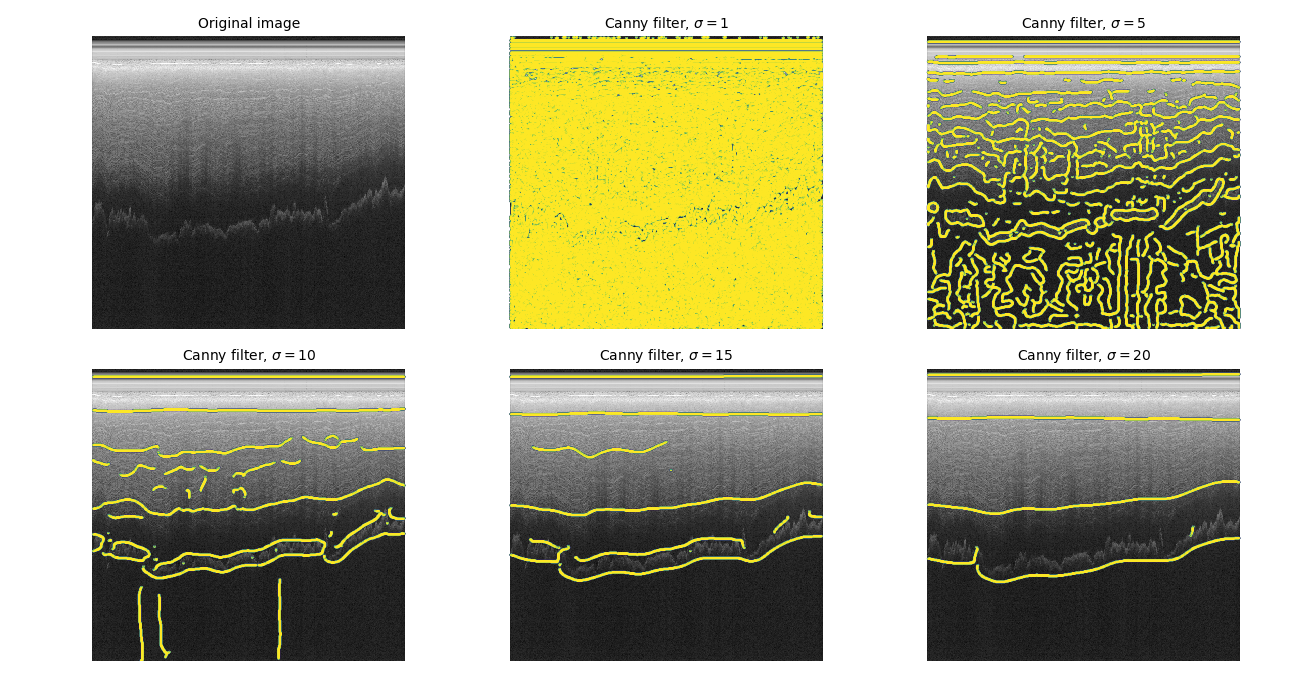 Original image
Canny filter, σ = 1
Canny filter, σ = 5
Canny filter, σ = 10
Canny filter, σ = 15
Canny filter, σ = 20